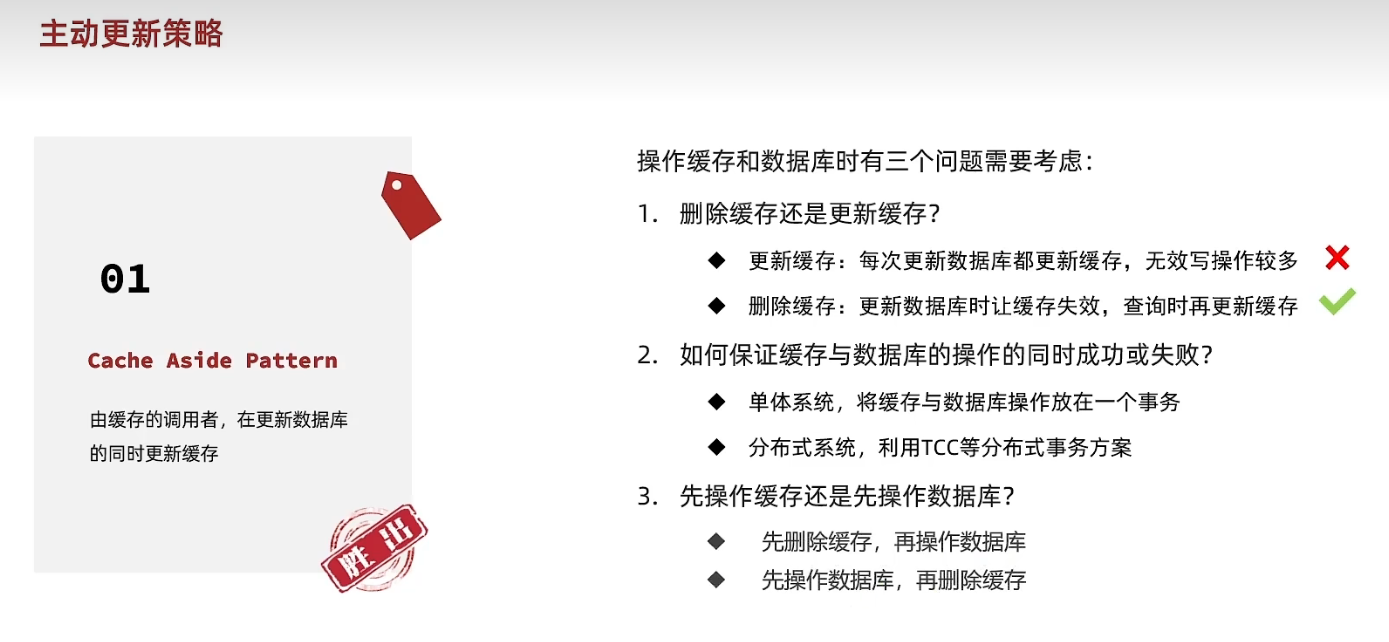 主动更新策略
01
Cache Aside Pattern
由缓存的调用者，在更新数据库
的同时更新缓存
胜出
操作缓存和数据库时有三个问题需要考虑：
1. 删除缓存还是更新缓存？
◆ 更新缓存：每次更新数据库都更新缓存，无效写操作较多
◆ 删除缓存：更新数据库时让缓存失效，查询时再更新缓存
2. 如何保证缓存与数据库的操作的同时成功或失败？
◆ 单体系统，将缓存与数据库操作放在一个事务
◆ 分布式系统，利用TCC等分布式事务方案
3. 先操作缓存还是先操作数据库？
◆ 先删除缓存，再操作数据库
◆ 先操作数据库，再删除缓存